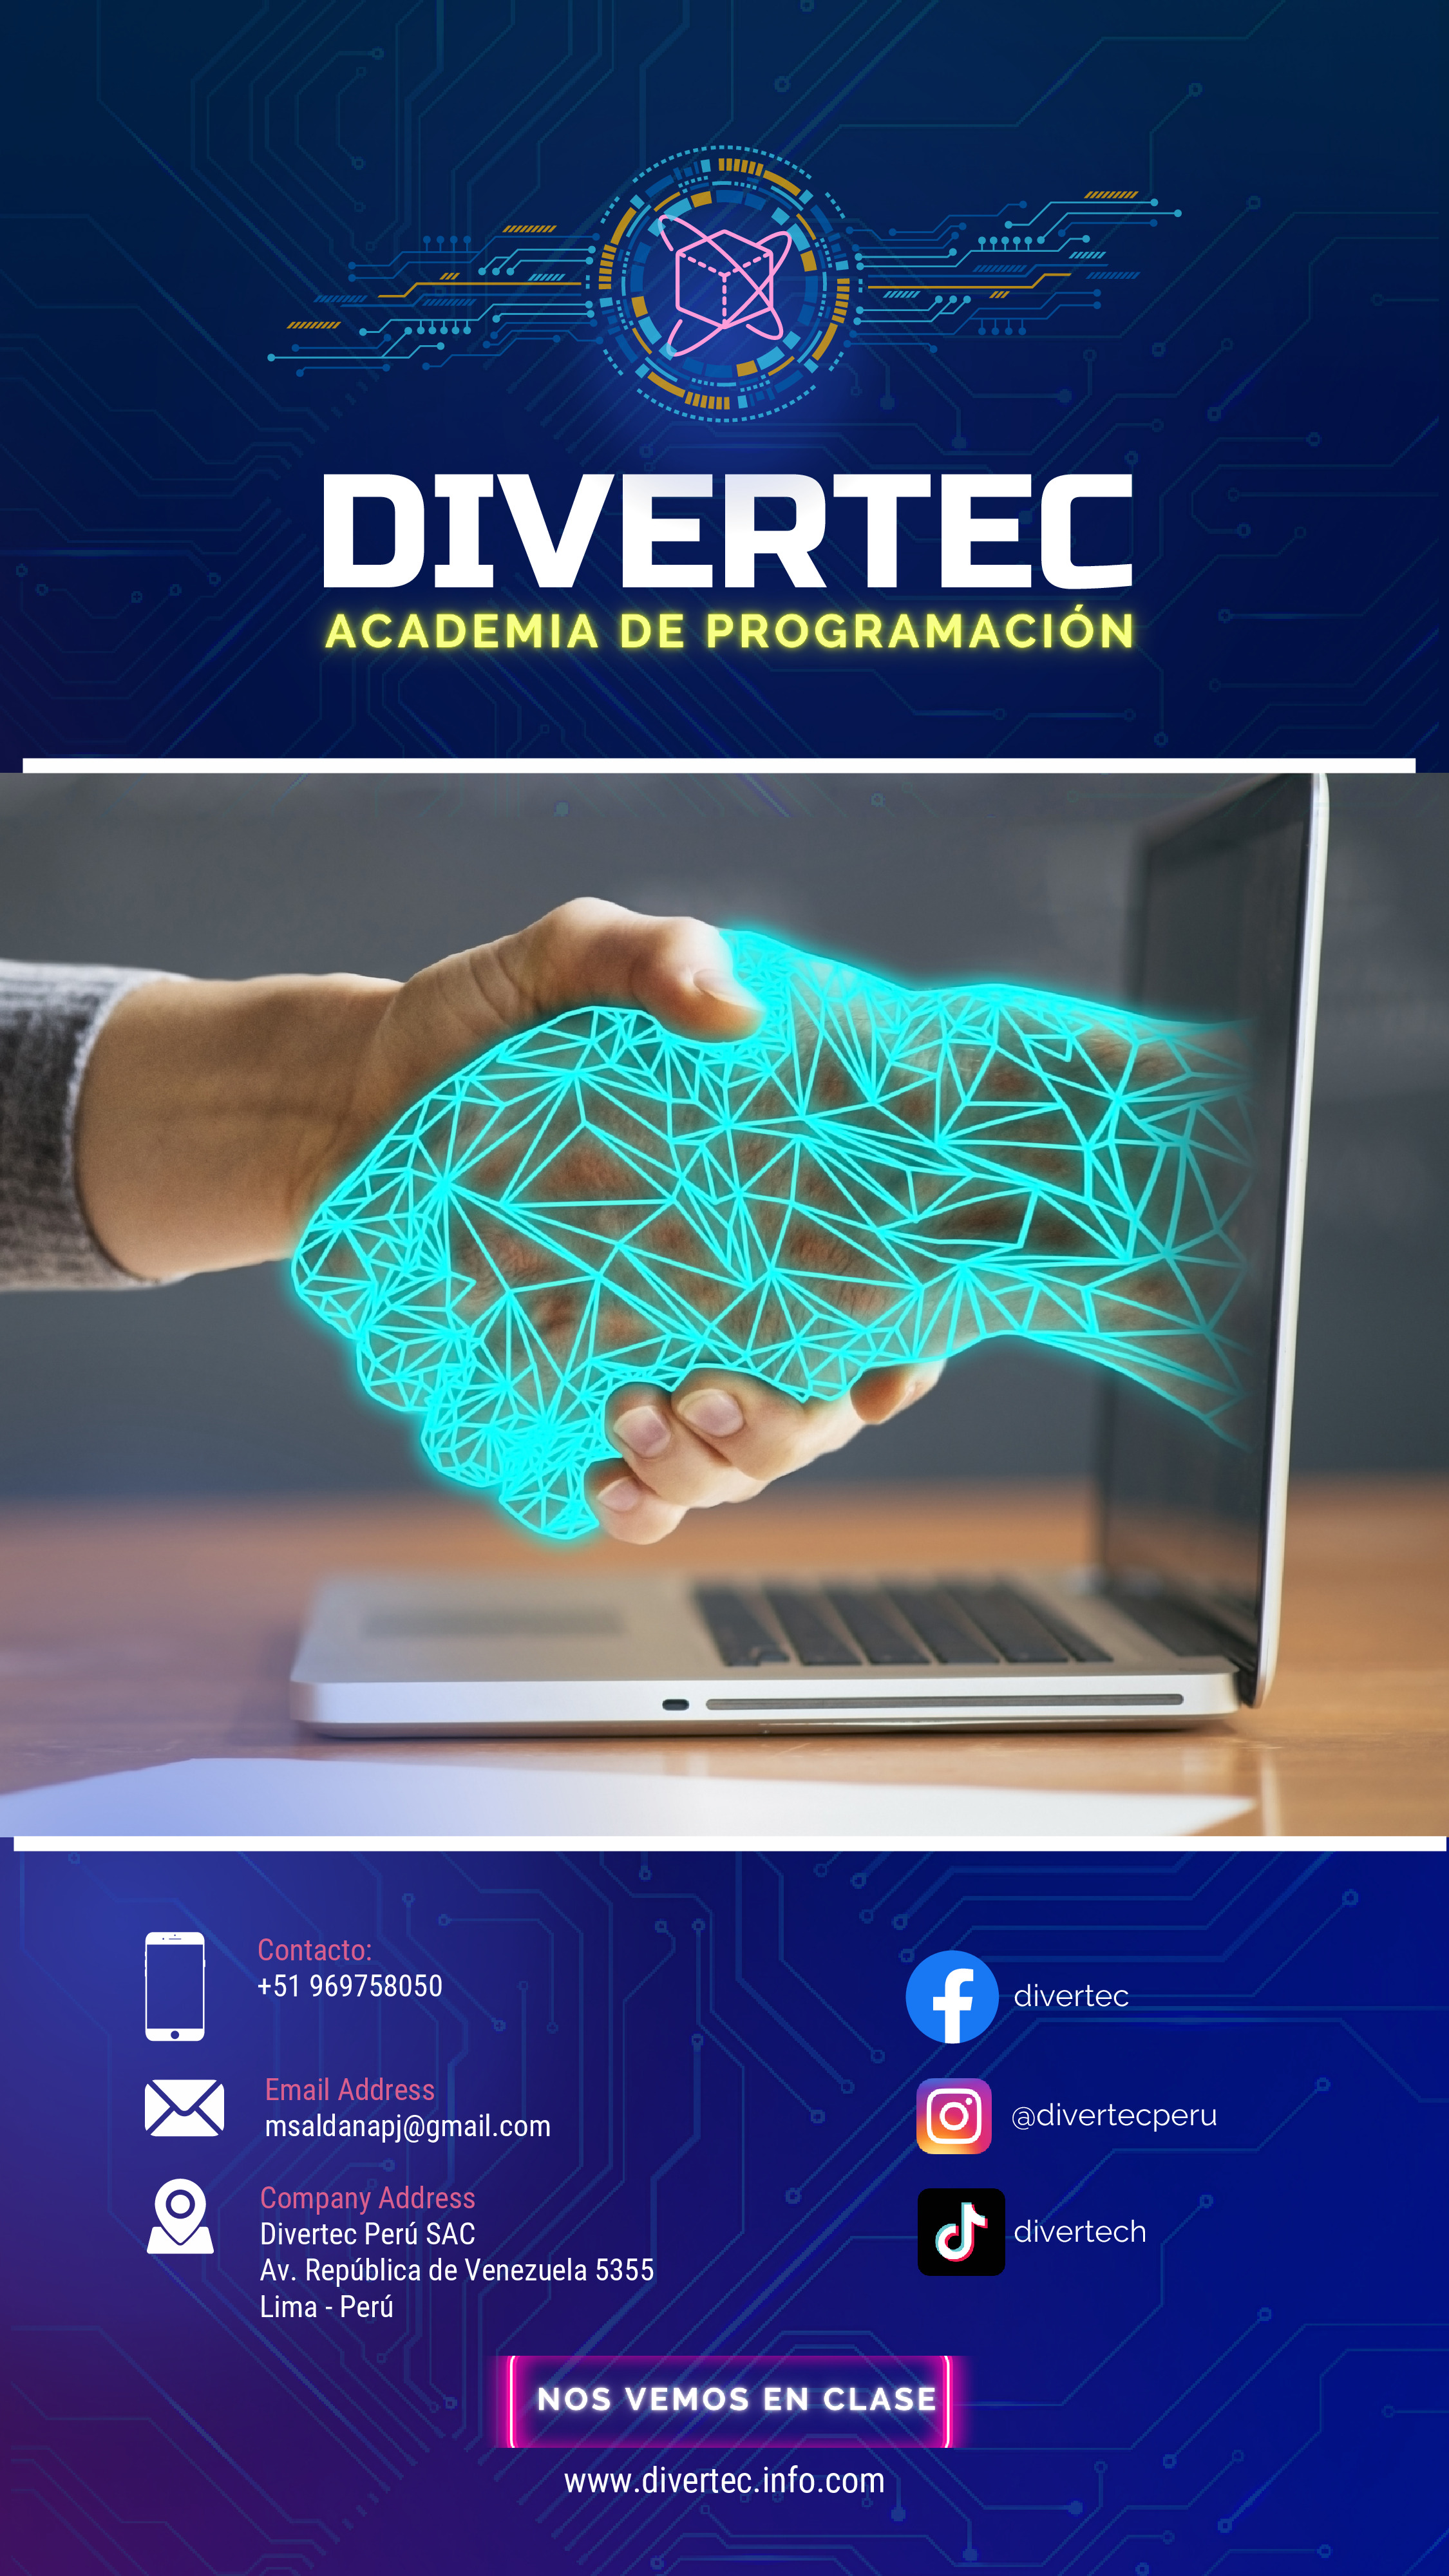 DIVERTEC
ACADEMIA DE PROGRAMACIÓN
Contacto:
+51 969758050
Email Address
msaldanapj@gmail.com
Company Address
Divertec Perú SAC
Av. República de Venezuela 5355
Lima - Perú
divertec
@divertecperu
divertech
NOS VEMOS EN CLASE
www.divertec.info.com